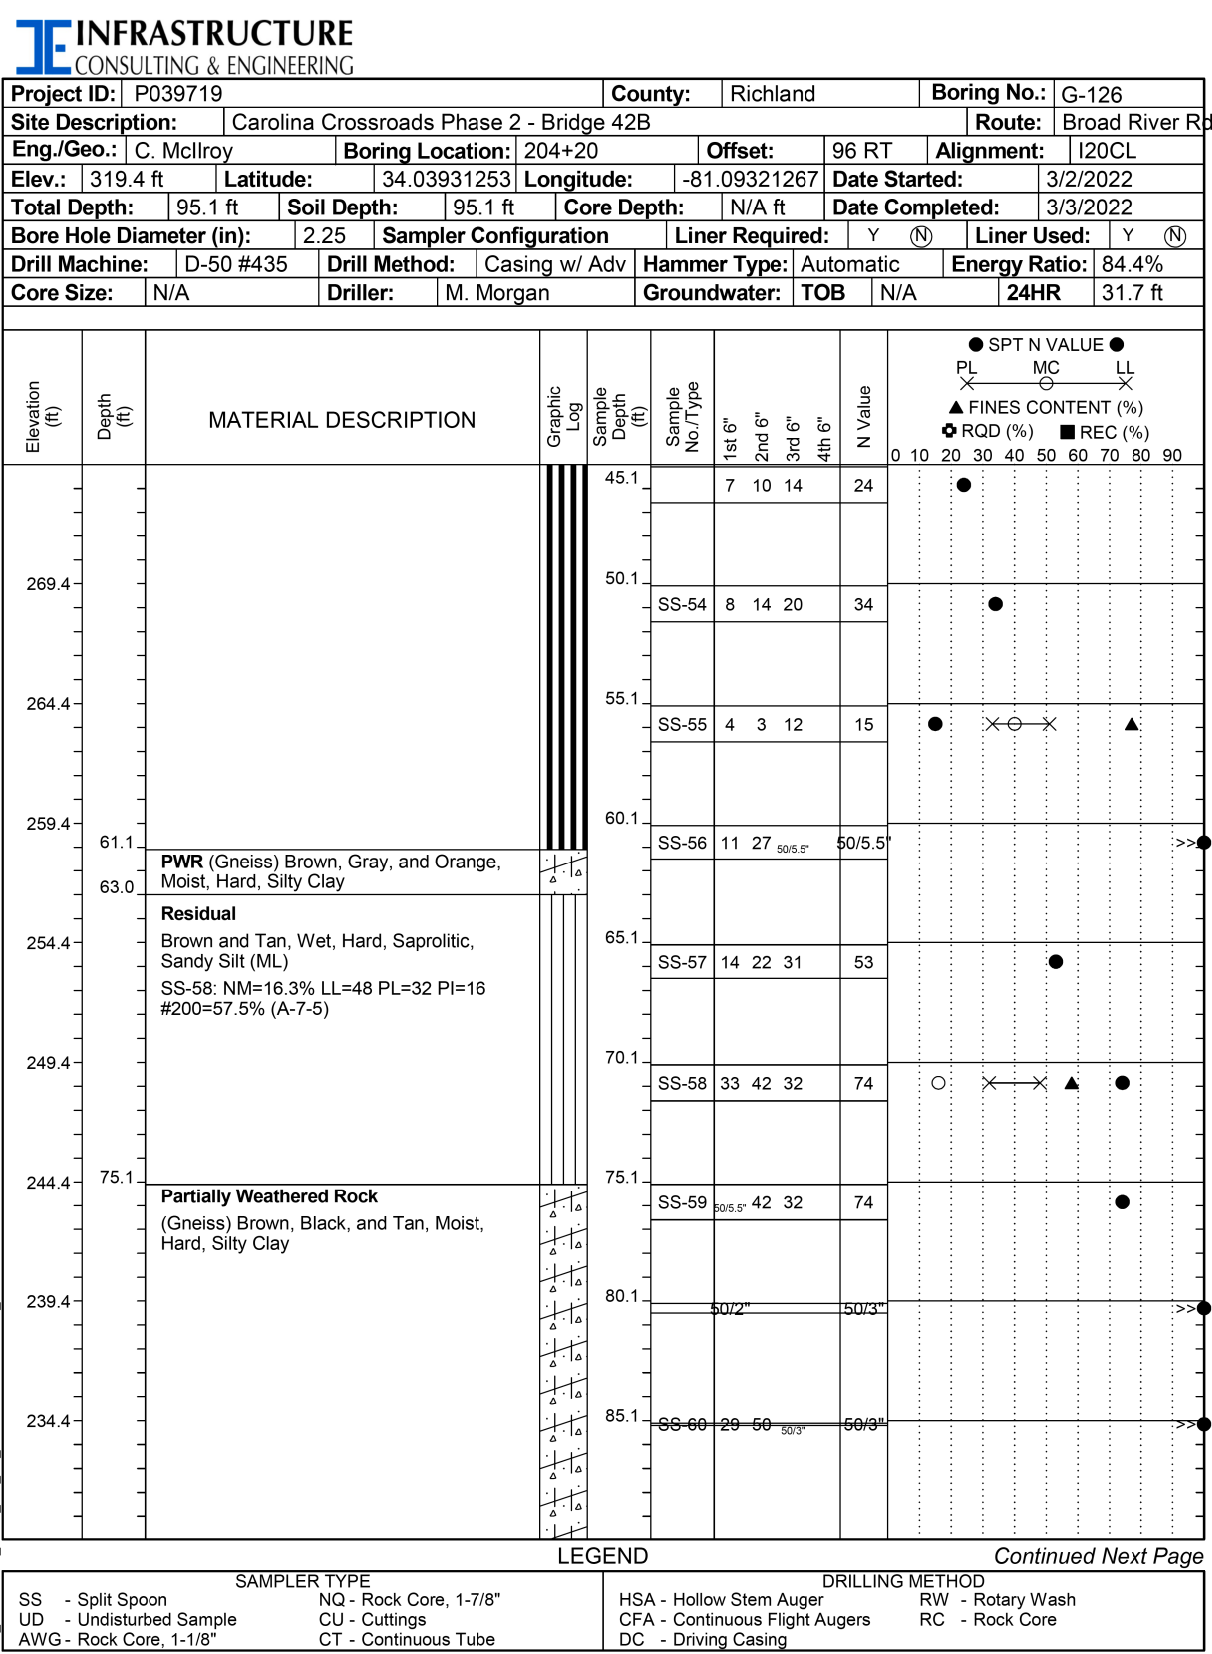 INFRASTRUCTURE
CONSULTING & ENGINEERING
Project ID: P039719 County: Richland Boring No.: G-126
Site Description: Carolina Crossroads Phase 2 - Bridge 42B Route: Broad River Rd
Eng./Geo.: C. McIlroy Boring Location: 204+20 Offset: 96 RT Alignment: I20CL
Elev.: 319.4 ft Latitude: 34.03931253 Longitude: -81.09321267 Date Started: 3/2/2022
Total Depth: 95.1 ft Soil Depth: 95.1 ft Core Depth: N/A ft Date Completed: 3/3/2022
Bore Hole Diameter (in): 2.25 Sampler Configuration Liner Required: Y N Liner Used: Y N
Drill Machine: D-50 #435 Drill Method: Casing w/ Adv Hammer Type: Automatic Energy Ratio: 84.4%
Core Size: N/A Driller: M. Morgan Groundwater: TOB N/A 24HR 31.7 ft
Elevation (ft)
Depth (ft)
MATERIAL DESCRIPTION
Graphic Log
Sample Depth (ft)
Sample No./Type
1st 6"
2nd 6"
3rd 6"
4th 6"
N Value
● SPT N VALUE ●
PL MC LL
▲ FINES CONTENT (%)
RQD (%) ■ REC (%)
0 10 20 30 40 50 60 70 80 90
45.1 7 10 14 24
269.4 50.1
SS-54 8 14 20 34
264.4 55.1
SS-55 4 3 12 15
259.4 60.1
61.1 SS-56 11 27 50/5.5" 50/5.5" >>
PWR (Gneiss) Brown, Gray, and Orange,
Moist, Hard, Silty Clay
63.0
Residual
254.4 Brown and Tan, Wet, Hard, Saprolitic, 65.1
Sandy Silt (ML) SS-57 14 22 31 53
SS-58: NM=16.3% LL=48 PL=32 PI=16
#200=57.5% (A-7-5)
249.4 70.1
SS-58 33 42 32 74
244.4 75.1 75.1
Partially Weathered Rock SS-59 50/5.5" 42 32 74
(Gneiss) Brown, Black, and Tan, Moist,
Hard, Silty Clay
239.4 80.1
50/2" 50/3" >>
234.4 85.1
SS-60 29 50 50/3" 50/3" >>
LEGEND Continued Next Page
SAMPLER TYPE DRILLING METHOD
SS - Split Spoon NQ - Rock Core, 1-7/8" HSA - Hollow Stem Auger RW - Rotary Wash
UD - Undisturbed Sample CU - Cuttings CFA - Continuous Flight Augers RC - Rock Core
AWG - Rock Core, 1-1/8" CT - Continuous Tube DC - Driving Casing